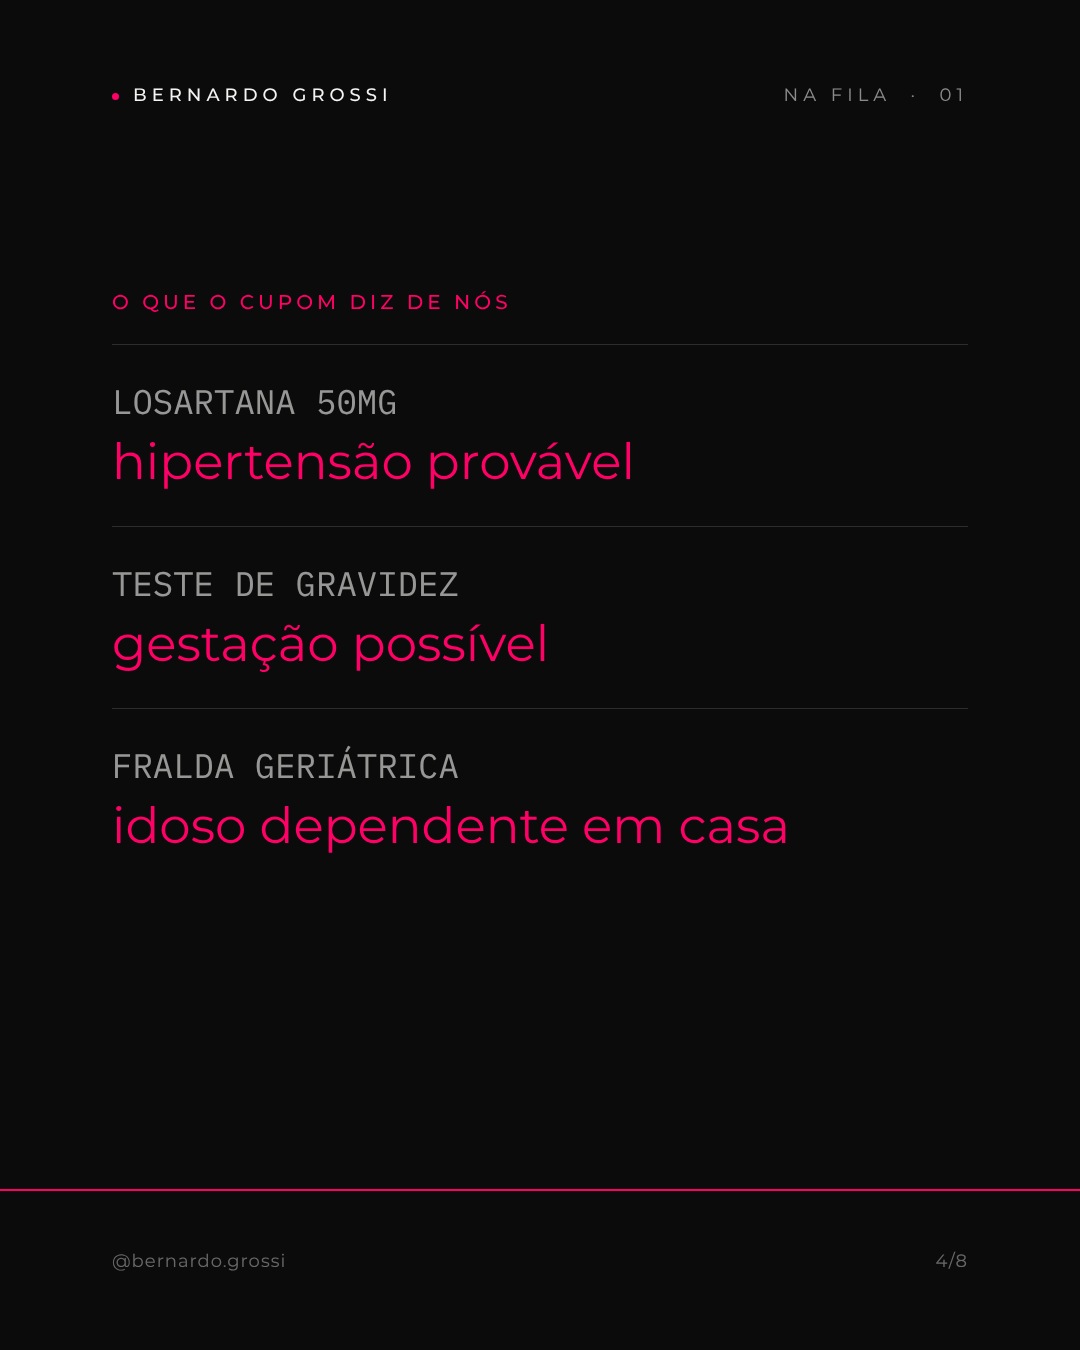 BERNARDO GROSSI
NA FILA · 01
O QUE O CUPOM DIZ DE NÓS
LOSARTANA 50MG
hipertensão provável
TESTE DE GRAVIDEZ
gestação possível
FRALDA GERIÁTRICA
idoso dependente em casa
@bernardo.grossi
4/8